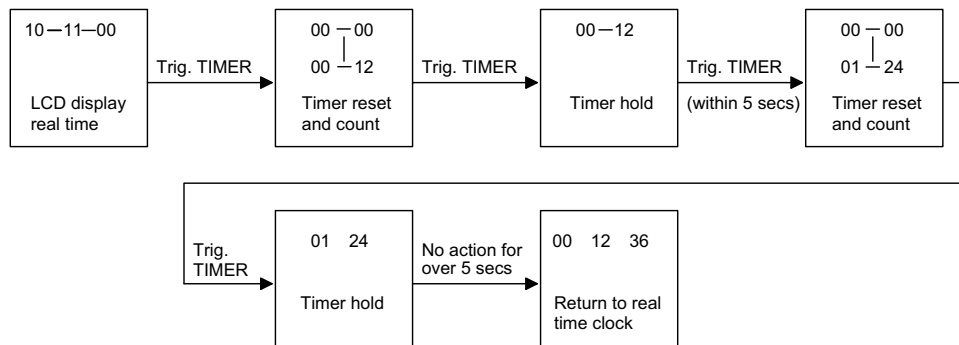 10—11—00
LCD display
real time
Trig. TIMER
00 — 00
00 — 12
Timer reset
and count
Trig. TIMER
00—12
Timer hold
Trig. TIMER
(within 5 secs)
00 — 00
01 — 24
Timer reset
and count
Trig.
TIMER
01 24
Timer hold
No action for
over 5 secs
00 12 36
Return to real
time clock